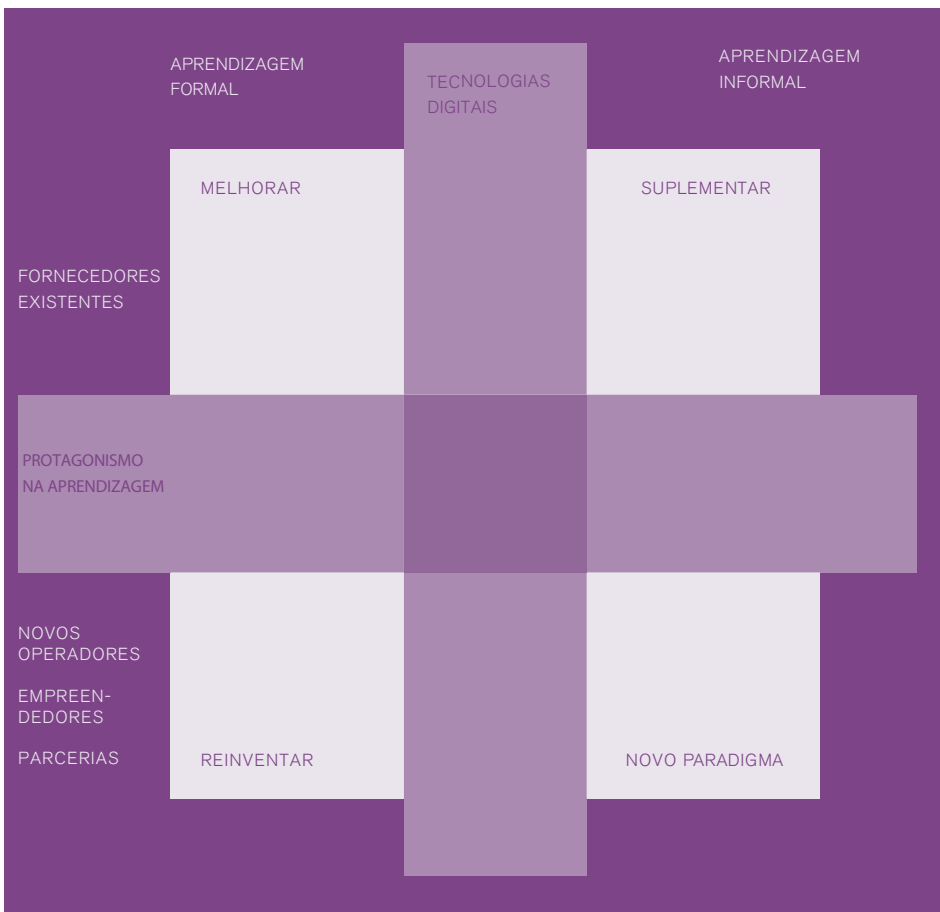 APRENDIZAGEM
FORMAL
TECNOLOGIAS
DIGITAIS
APRENDIZAGEM
INFORMAL
MELHORAR
SUPLEMENTAR
FORNECEDORES
EXISTENTES
PROTAGONISMO
NA APRENDIZAGEM
NOVOS
OPERADORES
EMPREEN-
DEDORES
PARCERIAS
REINVENTAR
NOVO PARADIGMA